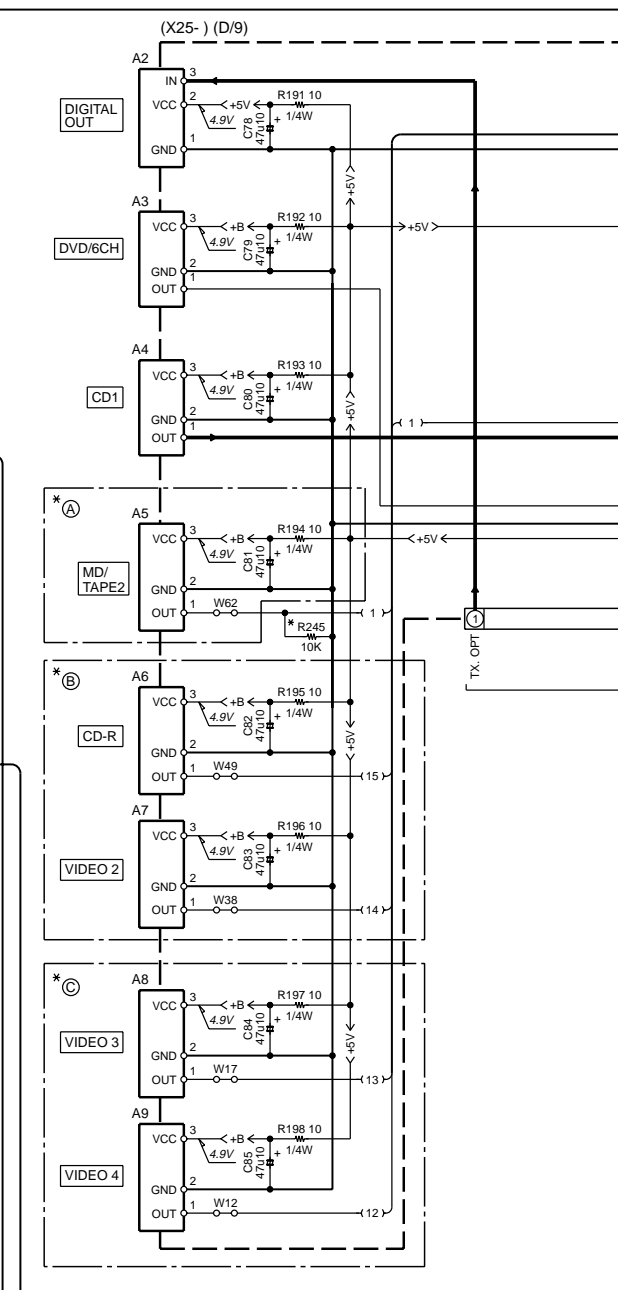 (X25- ) (D/9)
A2
DIGITAL
OUT
IN 3
VCC 2
GND 1
+5V
4.9V
R191 10
1/4W
C78
47u10
+
+5V
A3
DVD/6CH
VCC 3
GND 2
OUT 1
+B
4.9V
R192 10
1/4W
C79
47u10
+
+5V
A4
CD1
VCC 3
GND 2
OUT 1
+B
4.9V
R193 10
1/4W
C80
47u10
+
+5V
1
* A
A5
MD/
TAPE2
VCC 3
GND 2
OUT 1
+B
4.9V
R194 10
1/4W
C81
47u10
+
+5V
W62
1
* R245
10K
1
TX. OPT
* B
A6
CD-R
VCC 3
GND 2
OUT 1
+B
4.9V
R195 10
1/4W
C82
47u10
+
+5V
W49
15
A7
VIDEO 2
VCC 3
GND 2
OUT 1
+B
4.9V
R196 10
1/4W
C83
47u10
+
W38
14
* C
A8
VIDEO 3
VCC 3
GND 2
OUT 1
+B
4.9V
R197 10
1/4W
C84
47u10
+
+5V
W17
13
A9
VIDEO 4
VCC 3
GND 2
OUT 1
+B
4.9V
R198 10
1/4W
C85
47u10
+
W12
12